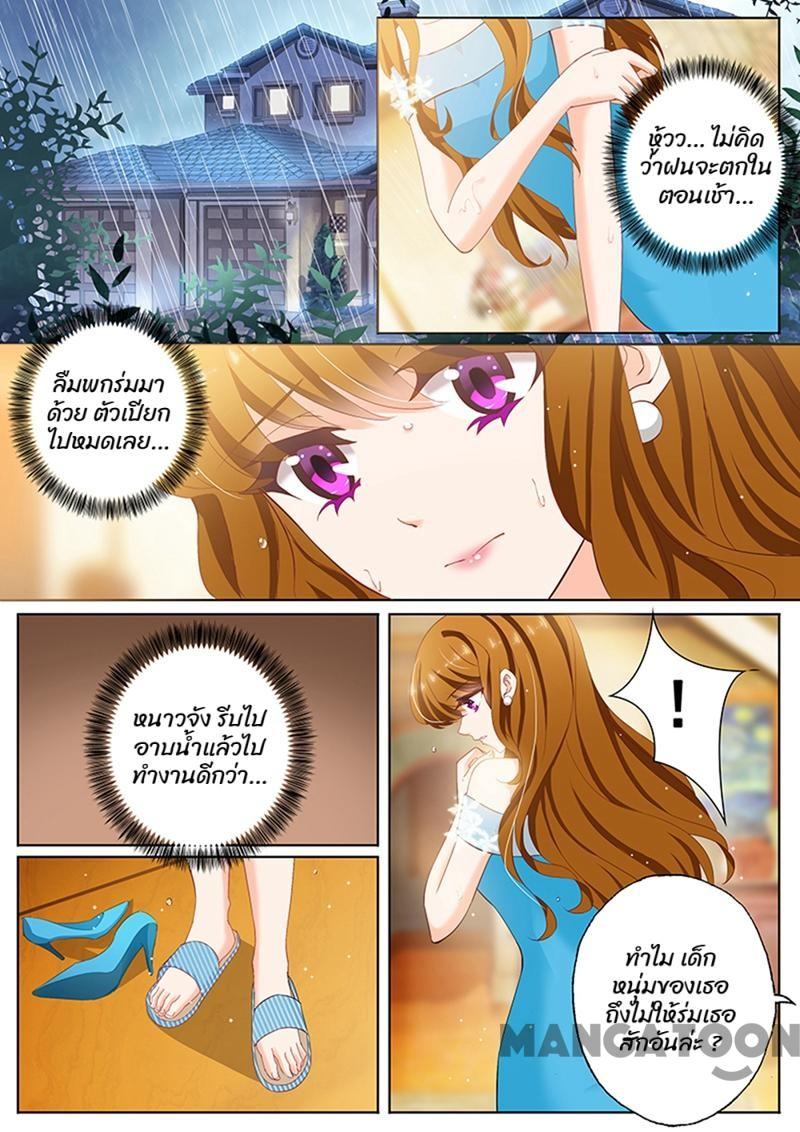 หู้วว... ไม่คิด
ว่าฝนจะตกใน
ตอนเช้า...
ลืมพกร่มมา
ด้วย ตัวเปียก
ไปหมดเลย...
หนาวจัง รีบไป
อาบน้ำแล้วไป
ทำงานดีกว่า...
!
ทำไม เด็ก
หนุ่มของเธอ
ถึงไม่ให้ร่มเธอ
สักอันล่ะ ?
MANGATOON